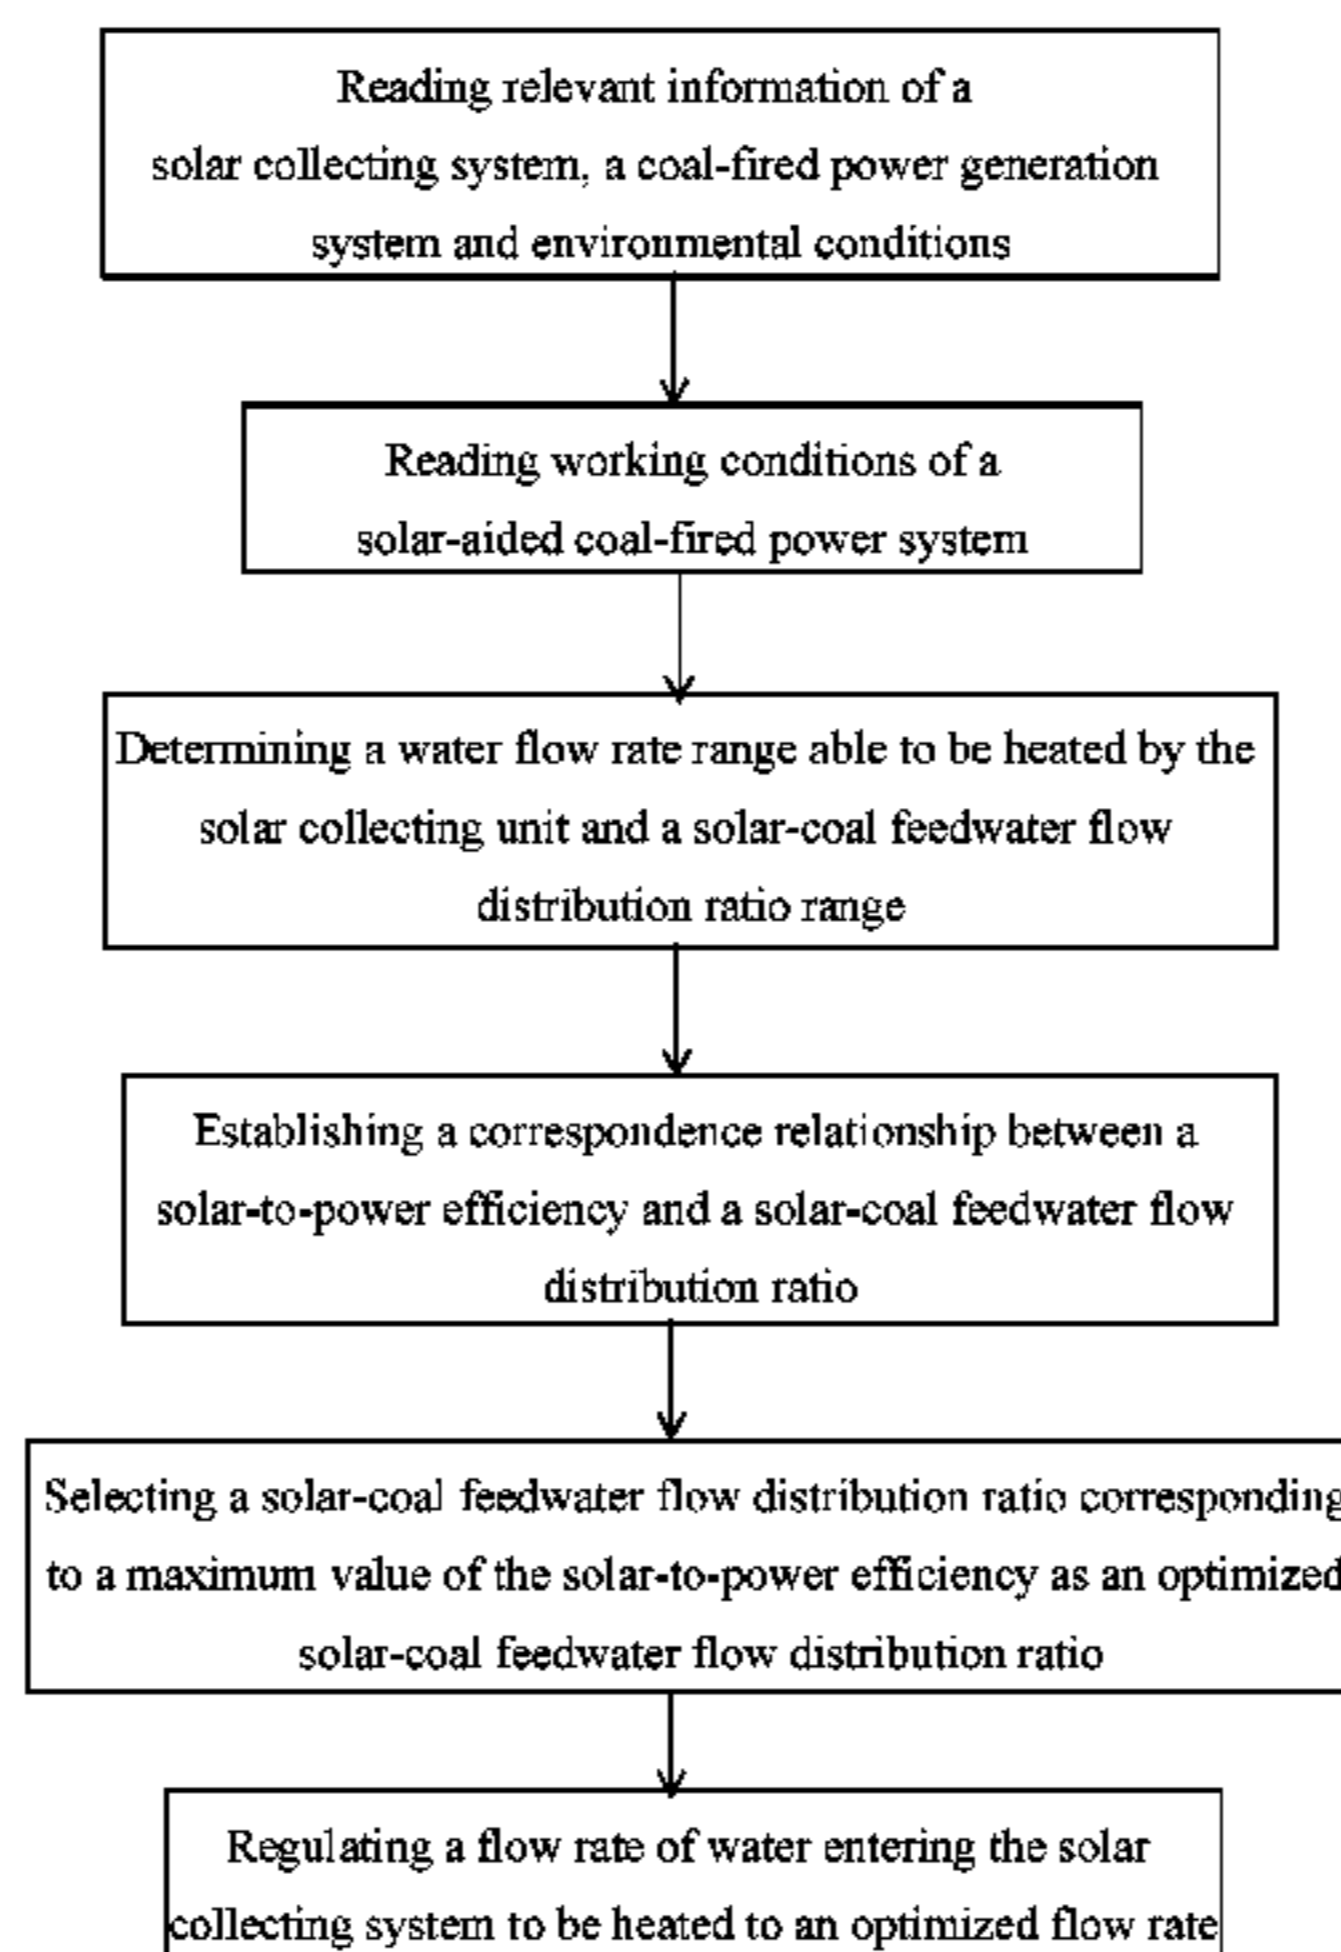 Reading relevant information of a
solar collecting system, a coal-fired power generation
system and environmental conditions
Reading working conditions of a
solar-aided coal-fired power system
Determining a water flow rate range able to be heated by the
solar collecting unit and a solar-coal feedwater flow
distribution ratio range
Establishing a correspondence relationship between a
solar-to-power efficiency and a solar-coal feedwater flow
distribution ratio
Selecting a solar-coal feedwater flow distribution ratio corresponding
to a maximum value of the solar-to-power efficiency as an optimized
solar-coal feedwater flow distribution ratio
Regulating a flow rate of water entering the solar
collecting system to be heated to an optimized flow rate